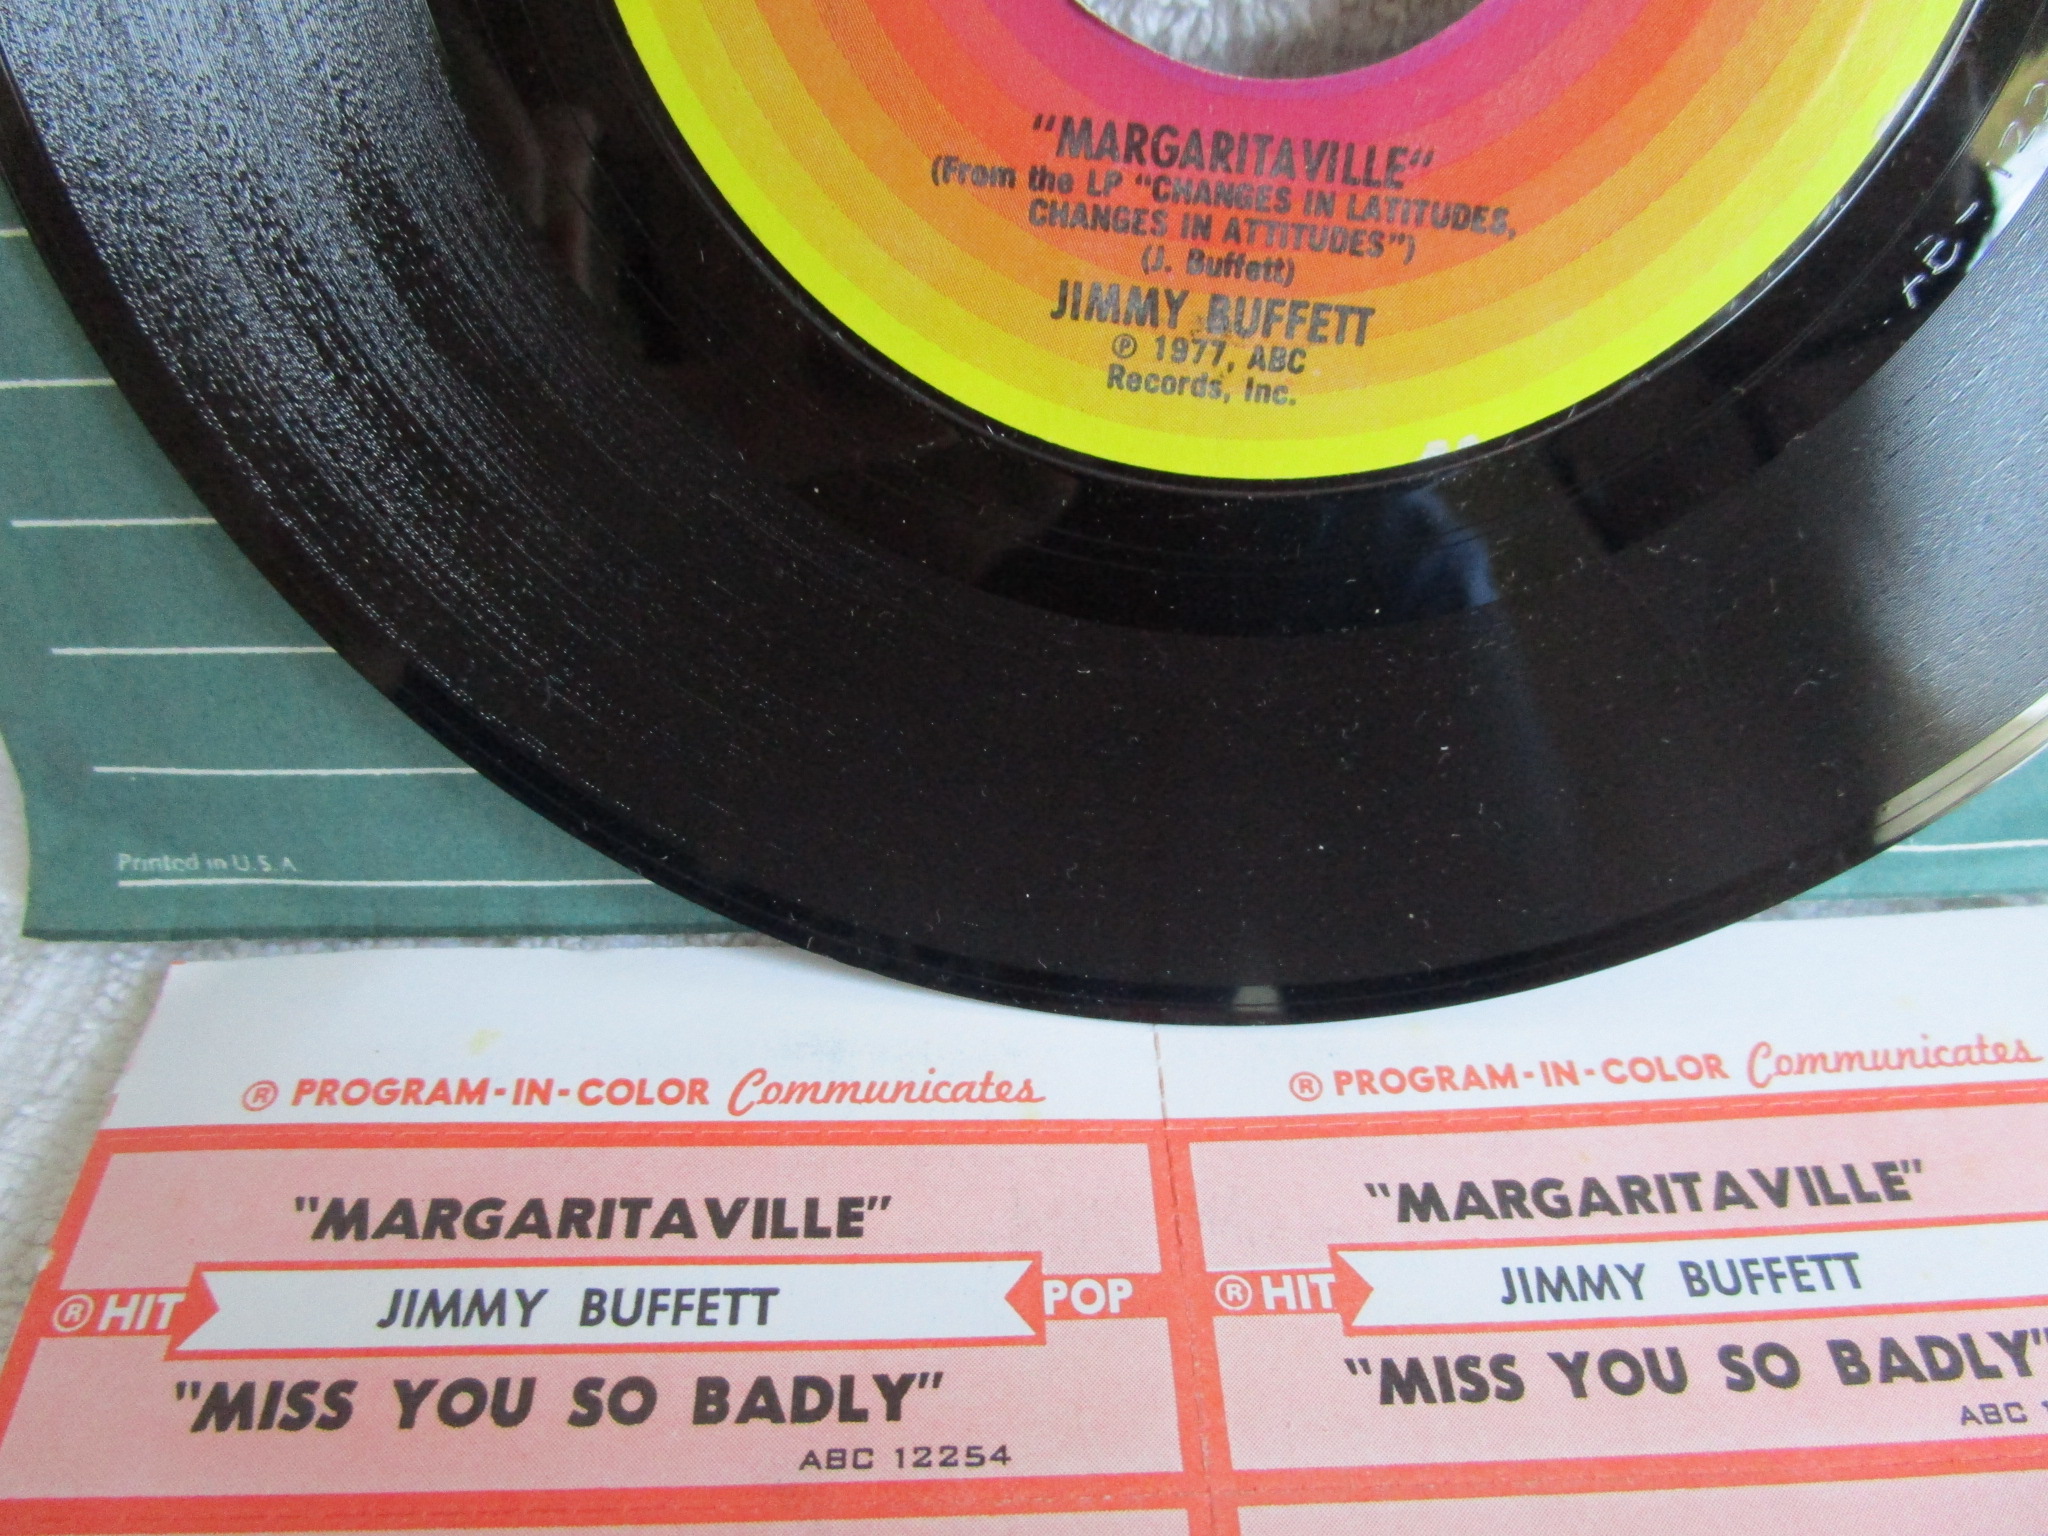 "MARGARITAVILLE"
(From the LP "CHANGES IN LATITUDES,
CHANGES IN ATTITUDES")
(J. Buffett)
JIMMY BUFFETT
℗ 1977, ABC
Records, Inc.
Printed in U.S.A.
® PROGRAM-IN-COLOR Communicates
"MARGARITAVILLE"
® HIT JIMMY BUFFETT POP
"MISS YOU SO BADLY"
ABC 12254
® PROGRAM-IN-COLOR Communicates
"MARGARITAVILLE"
® HIT JIMMY BUFFETT
"MISS YOU SO BADLY"
ABC